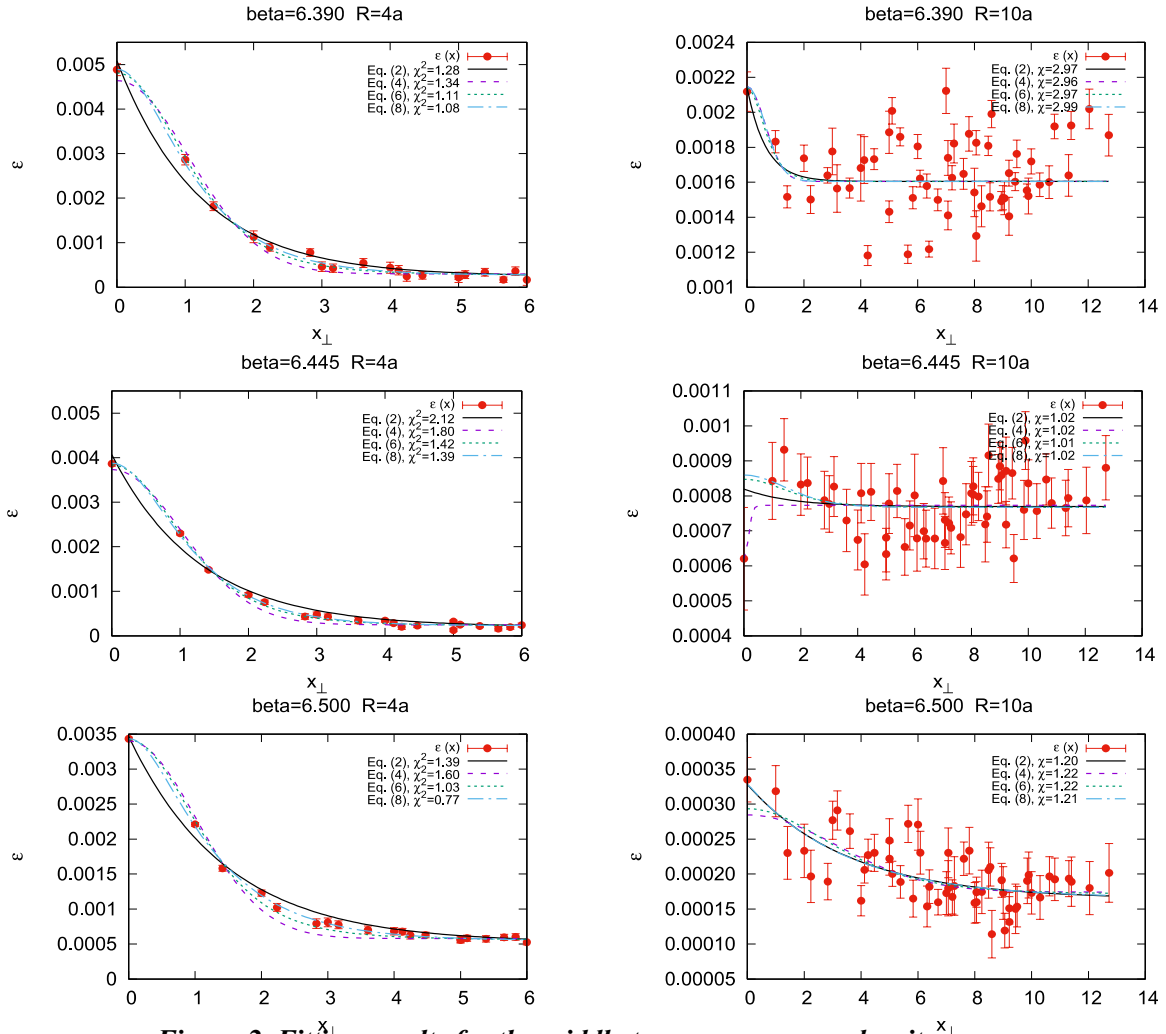 beta=6.390 R=4a
0.005
0.004
0.003
0.002
0.001
0
ε
0 1 2 3 4 5 6
x⊥
ε (x)
Eq. (2), χ²=1.28
Eq. (4), χ²=1.34
Eq. (6), χ²=1.11
Eq. (8), χ²=1.08
beta=6.390 R=10a
0.0024
0.0022
0.002
0.0018
0.0016
0.0014
0.0012
0.001
ε
0 2 4 6 8 10 12 14
x⊥
ε (x)
Eq. (2), χ=2.97
Eq. (4), χ=2.96
Eq. (6), χ=2.97
Eq. (8), χ=2.99
beta=6.445 R=4a
0.005
0.004
0.003
0.002
0.001
0
ε
0 1 2 3 4 5 6
x⊥
ε (x)
Eq. (2), χ²=2.12
Eq. (4), χ²=1.80
Eq. (6), χ²=1.42
Eq. (8), χ²=1.39
beta=6.445 R=10a
0.0011
0.001
0.0009
0.0008
0.0007
0.0006
0.0005
0.0004
ε
0 2 4 6 8 10 12 14
x⊥
ε (x)
Eq. (2), χ=1.02
Eq. (4), χ=1.02
Eq. (6), χ=1.01
Eq. (8), χ=1.02
beta=6.500 R=4a
0.0035
0.003
0.0025
0.002
0.0015
0.001
0.0005
0
ε
0 1 2 3 4 5 6
x⊥
ε (x)
Eq. (2), χ²=1.39
Eq. (4), χ²=1.60
Eq. (6), χ²=1.03
Eq. (8), χ²=0.77
beta=6.500 R=10a
0.00040
0.00035
0.00030
0.00025
0.00020
0.00015
0.00010
0.00005
ε
0 2 4 6 8 10 12 14
x⊥
ε (x)
Eq. (2), χ=1.20
Eq. (4), χ=1.22
Eq. (6), χ=1.22
Eq. (8), χ=1.21